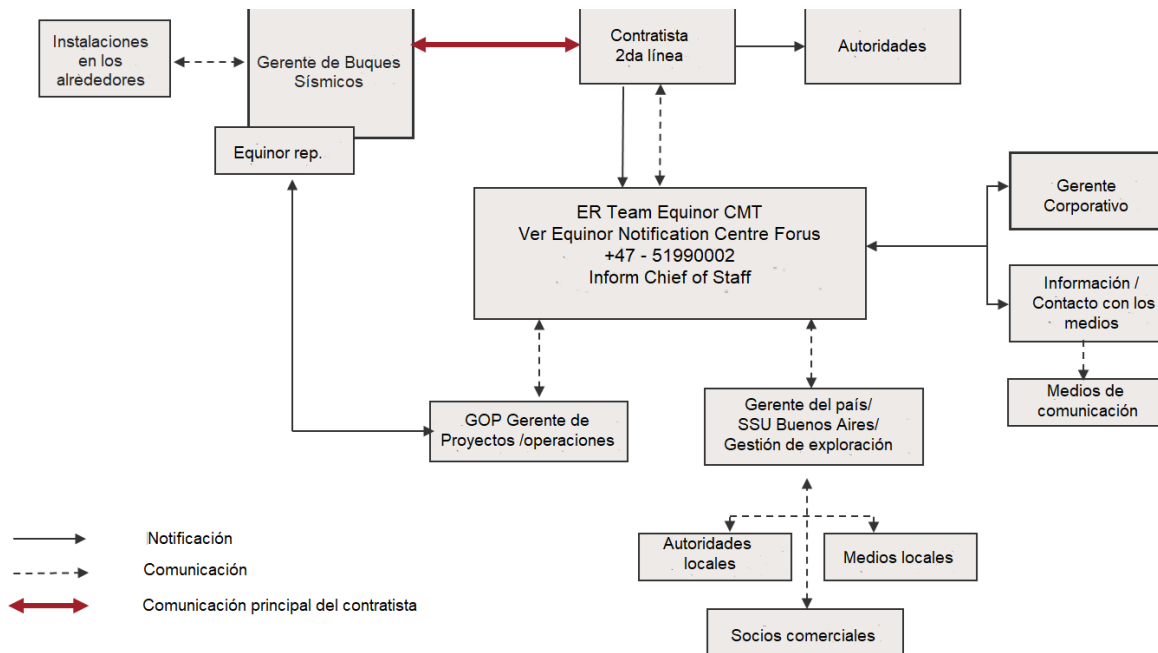 Instalaciones
en los
alrededores
Gerente de Buques
Sísmicos
Contratista
2da línea
Autoridades
Equinor rep.
ER Team Equinor CMT
Ver Equinor Notification Centre Forus
+47 - 51990002
Inform Chief of Staff
Gerente
Corporativo
Información /
Contacto con los
medios
Medios de
comunicación
GOP Gerente de
Proyectos /operaciones
Gerente del país/
SSU Buenos Aires/
Gestión de exploración
Autoridades
locales
Medios locales
Socios comerciales
Notificación
Comunicación
Comunicación principal del contratista